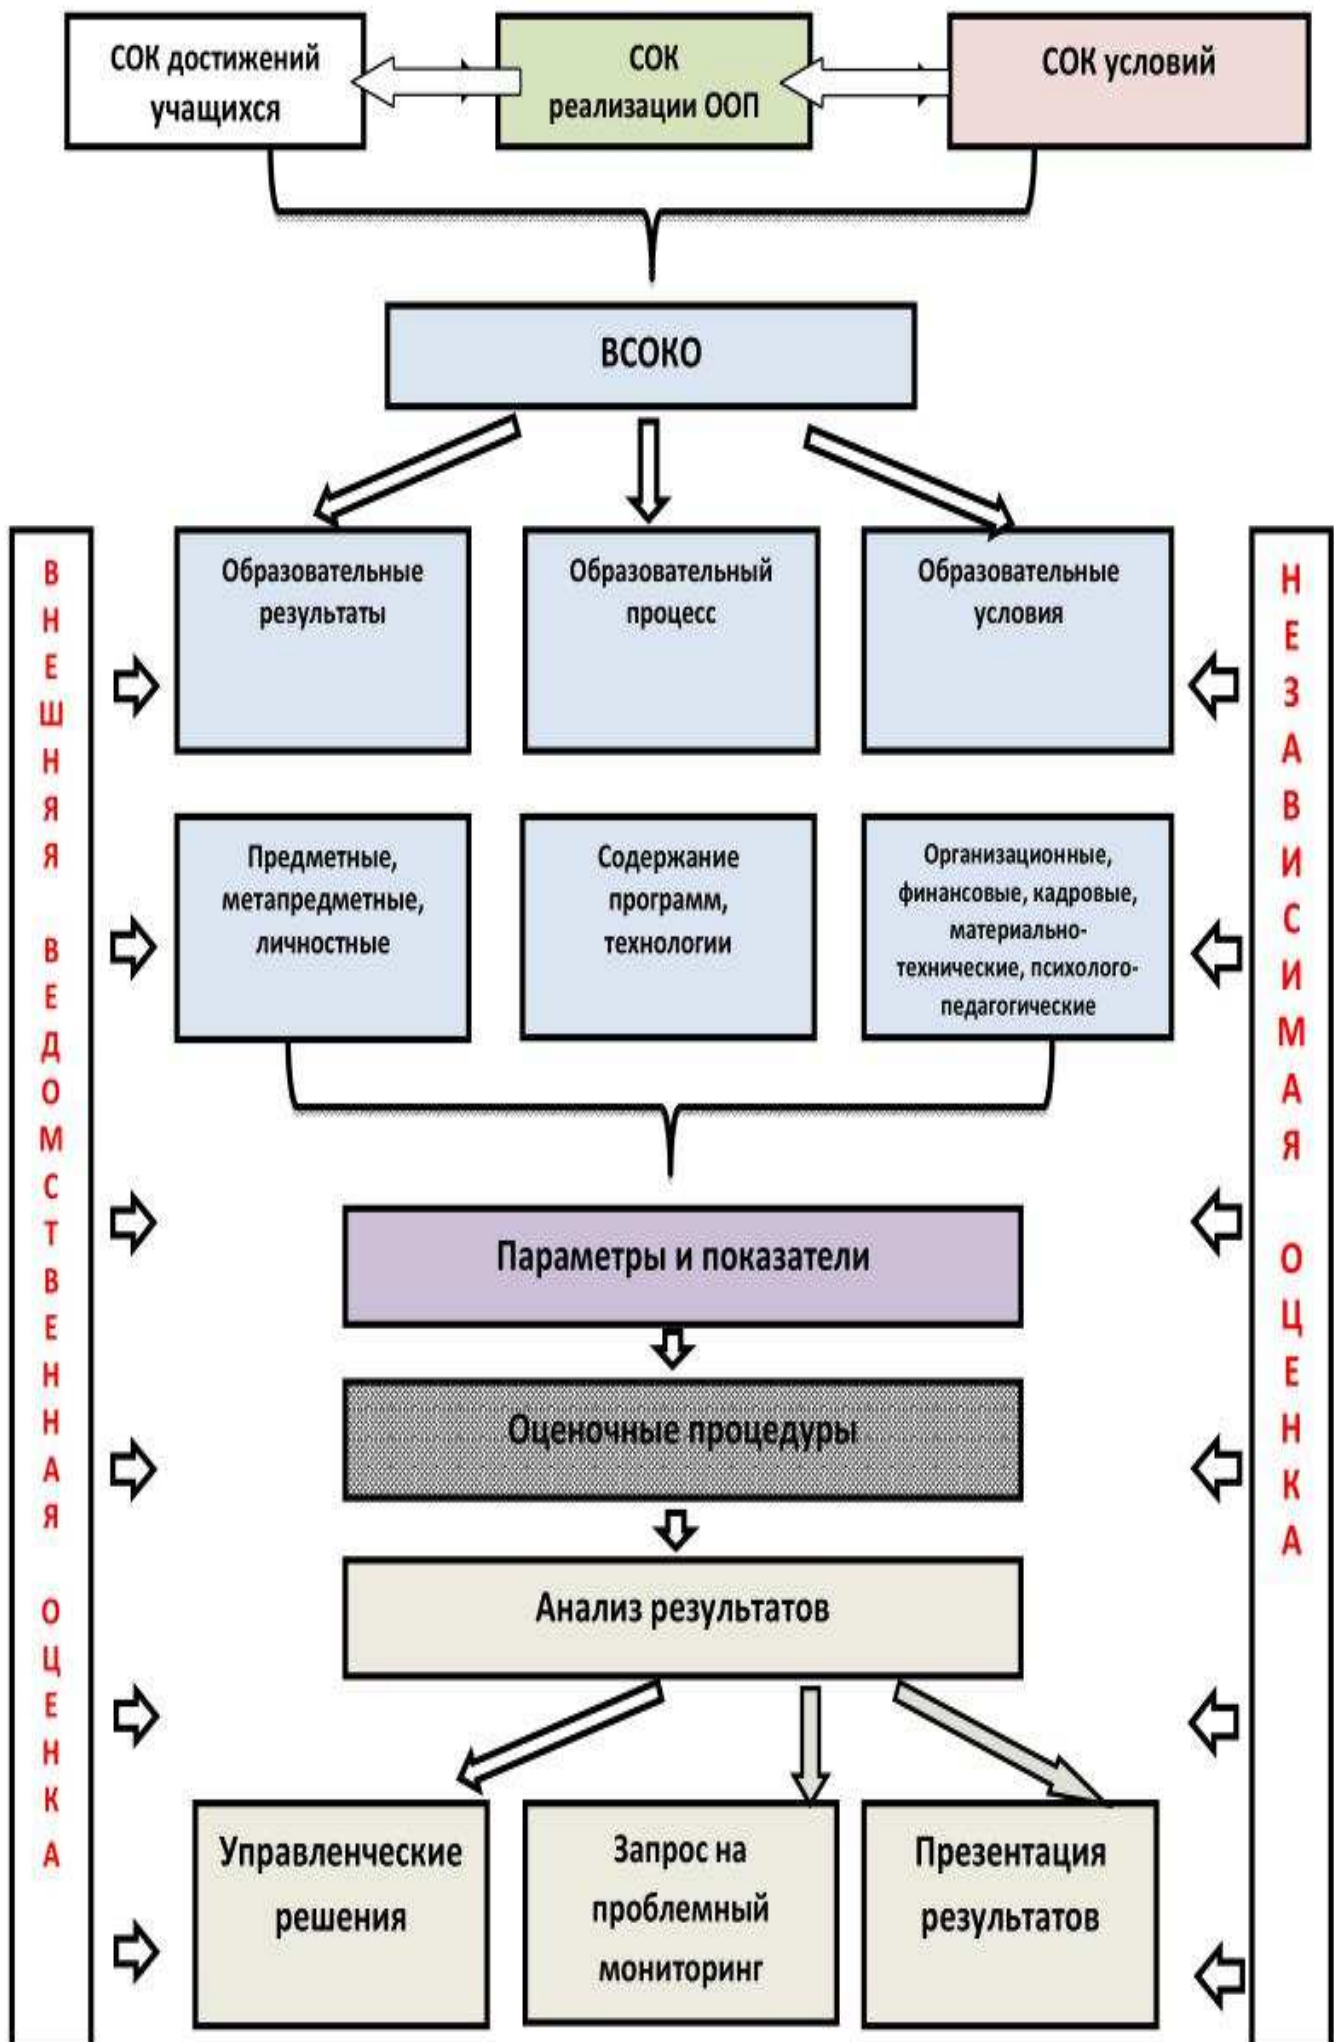 СОК достижений
учащихся
СОК
реализации ООП
СОК условий
ВСОКО
ВНЕШНЯЯ ВЕДОМСТВЕННАЯ ОЦЕНКА
Образовательные
результаты
Образовательный
процесс
Образовательные
условия
НЕЗАВИСИМАЯ ОЦЕНКА
Предметные,
метапредметные,
личностные
Содержание
программ,
технологии
Организационные,
финансовые, кадровые,
материально-
технические, психолого-
педагогические
Параметры и показатели
Оценочные процедуры
Анализ результатов
Управленческие
решения
Запрос на
проблемный
мониторинг
Презентация
результатов